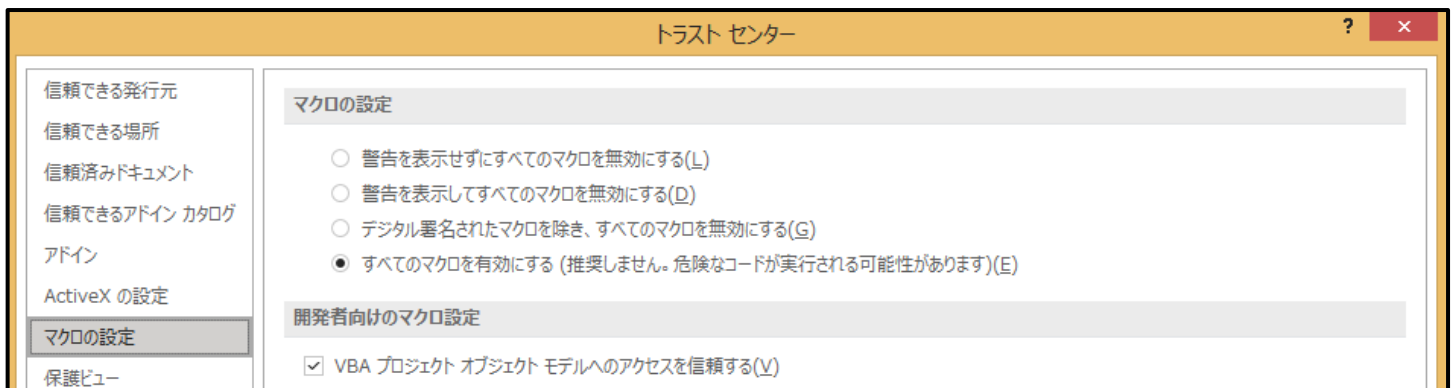 トラスト センター
?
×
信頼できる発行元
信頼できる場所
信頼済みドキュメント
信頼できるアドイン カタログ
アドイン
ActiveX の設定
マクロの設定
保護ビュー
マクロの設定
警告を表示せずにすべてのマクロを無効にする(L)
警告を表示してすべてのマクロを無効にする(D)
デジタル署名されたマクロを除き、すべてのマクロを無効にする(G)
すべてのマクロを有効にする (推奨しません。危険なコードが実行される可能性があります)(E)
開発者向けのマクロ設定
VBA プロジェクト オブジェクト モデルへのアクセスを信頼する(V)